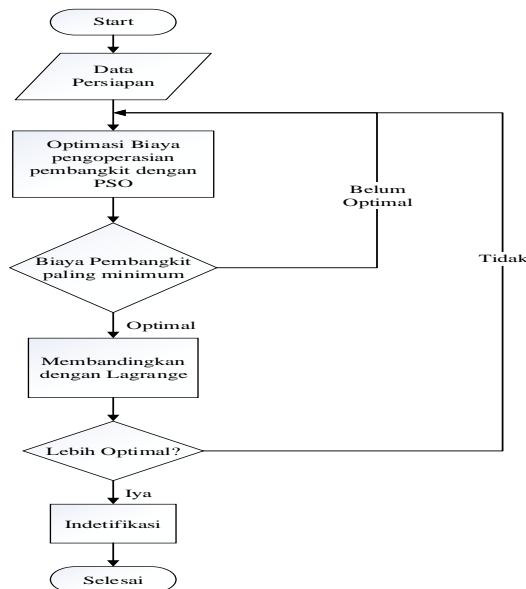 Start
Data
Persiapan
Optimasi Biaya
pengoperasian
pembangkit dengan
PSO
Belum
Optimal
Biaya Pembangkit
paling minimum
Tidak
Optimal
Membandingkan
dengan Lagrange
Lebih Optimal?
Iya
Indetifikasi
Selesai